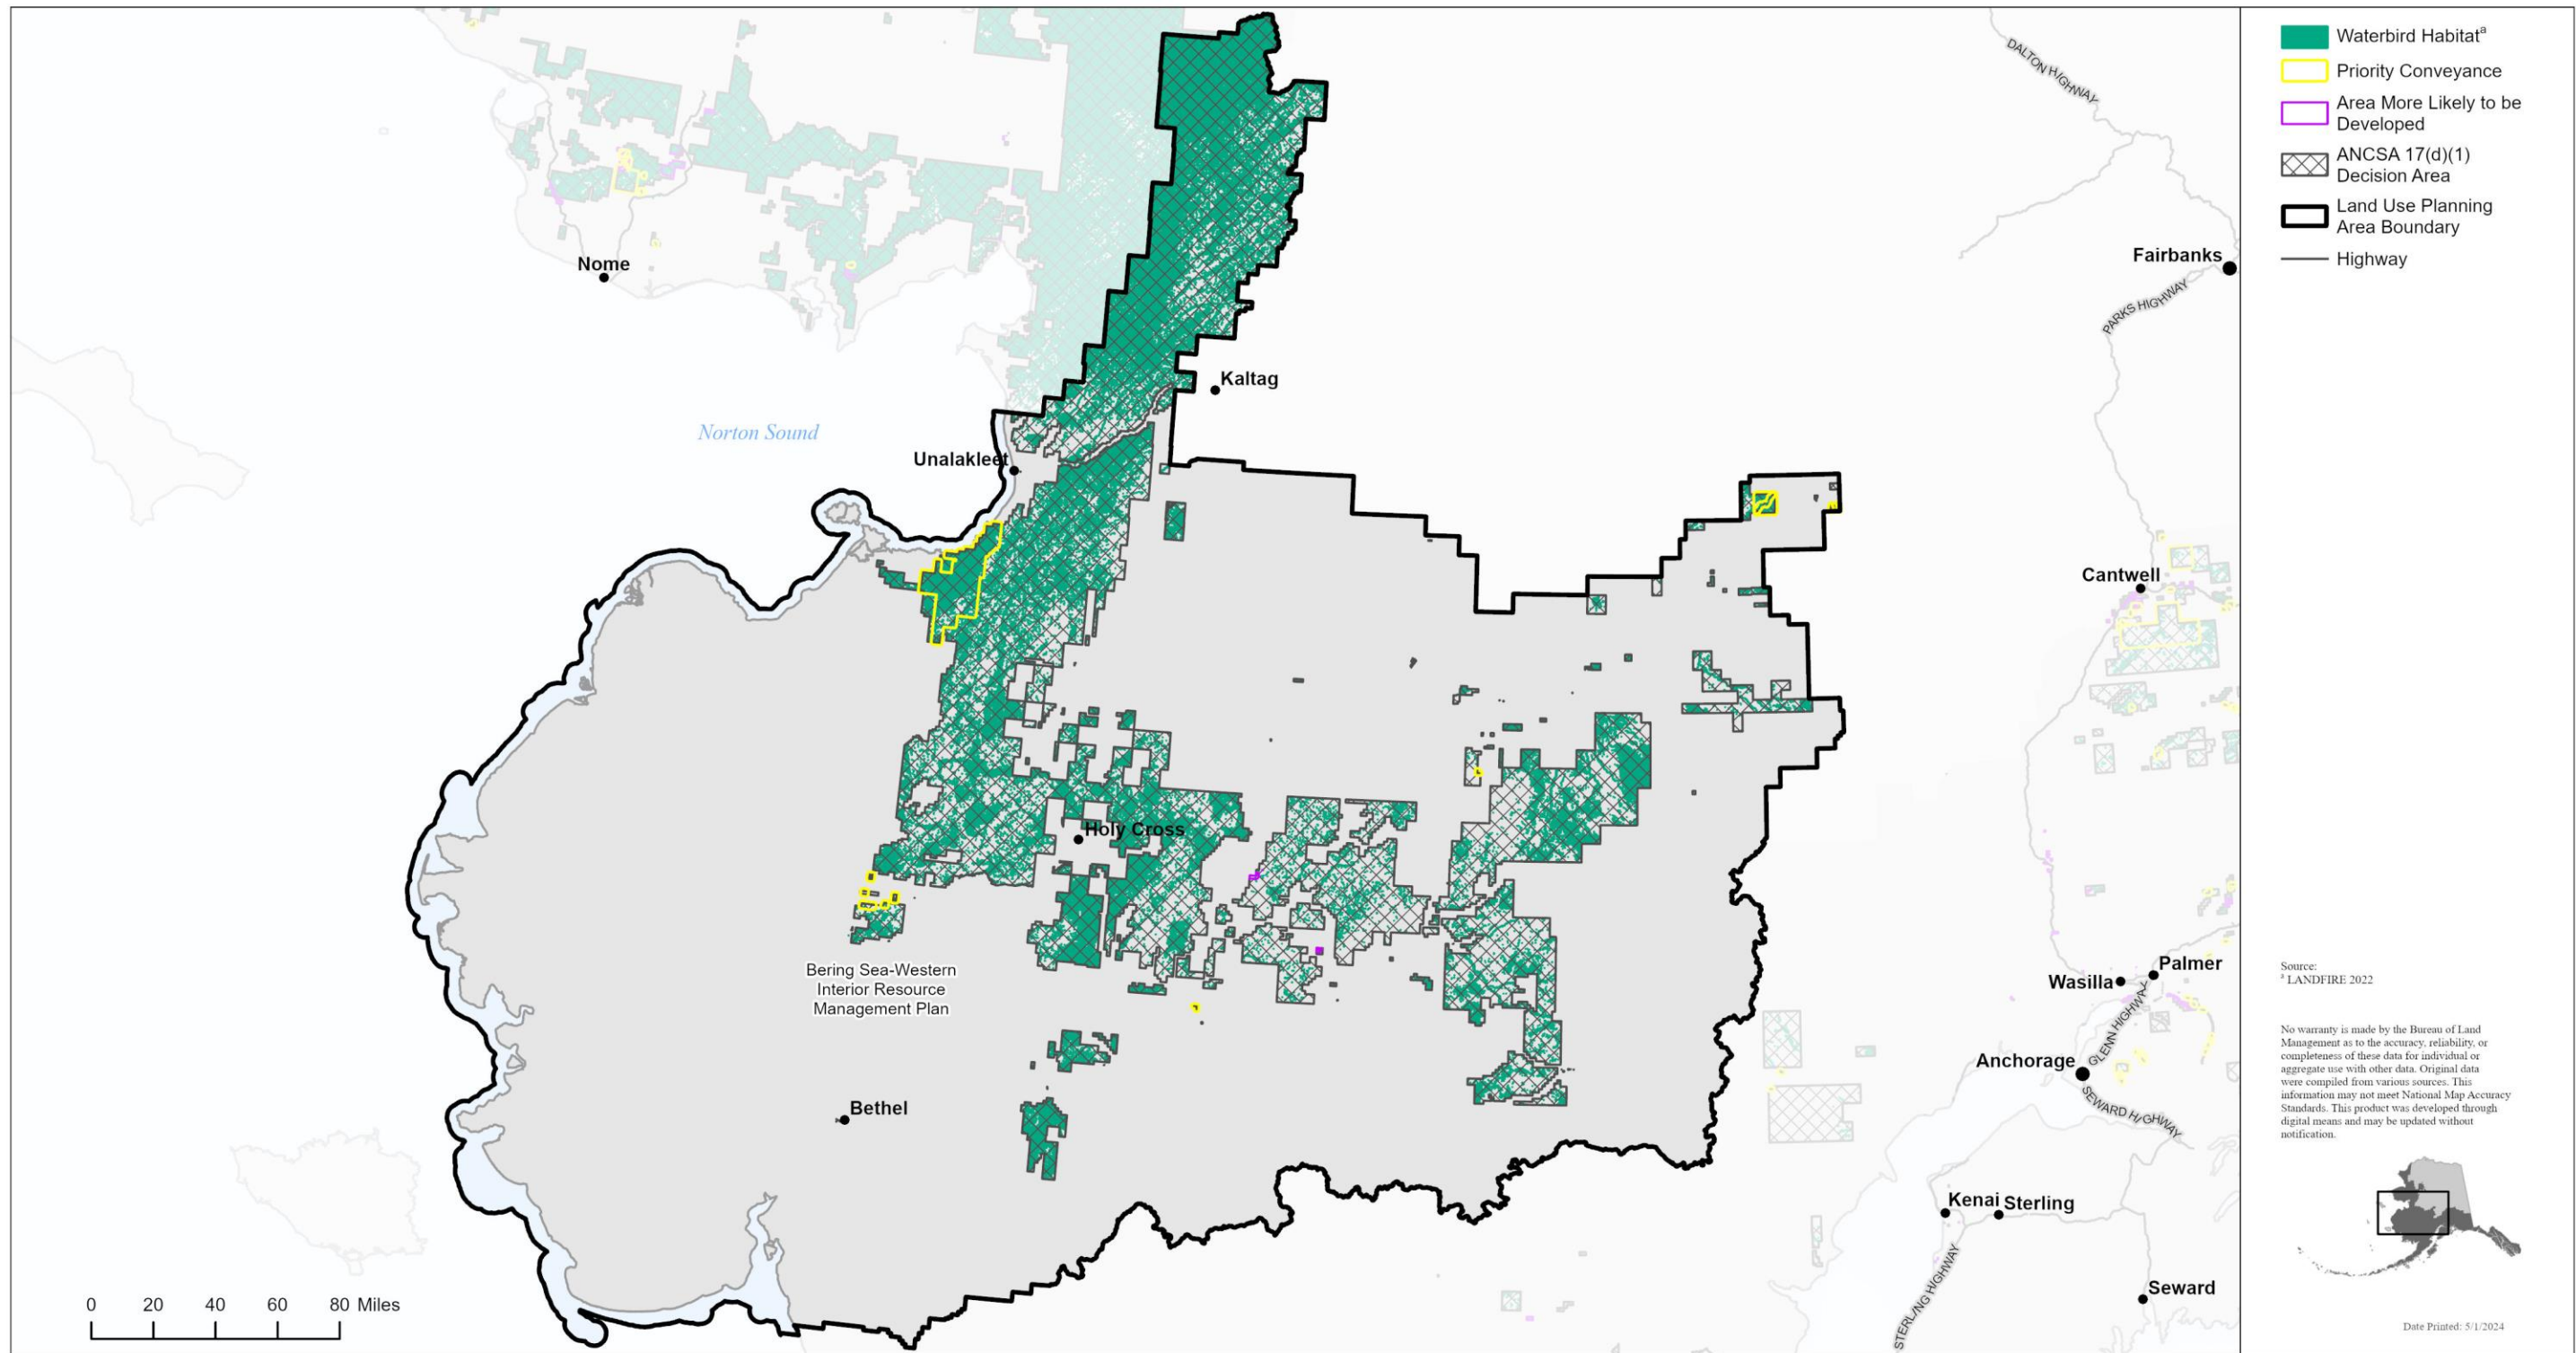 DALTON HIGHWAY
Fairbanks
PARKS HIGHWAY
Nome
Kaltag
Norton Sound
Unalakleet
Cantwell
Holy Cross
Bering Sea-Western
Interior Resource
Management Plan
Palmer
Wasilla
GLENN HIGHWAY
Anchorage
SEWARD HIGHWAY
Bethel
Kenai
Sterling
STERLING HIGHWAY
Seward
0 20 40 60 80 Miles
Waterbird Habitatᵃ
Priority Conveyance
Area More Likely to be
Developed
ANCSA 17(d)(1)
Decision Area
Land Use Planning
Area Boundary
Highway
Source:
ᵃ LANDFIRE 2022
No warranty is made by the Bureau of Land
Management as to the accuracy, reliability, or
completeness of these data for individual or
aggregate use with other data. Original data
were compiled from various sources. This
information may not meet National Map Accuracy
Standards. This product was developed through
digital means and may be updated without
notification.
Date Printed: 5/1/2024